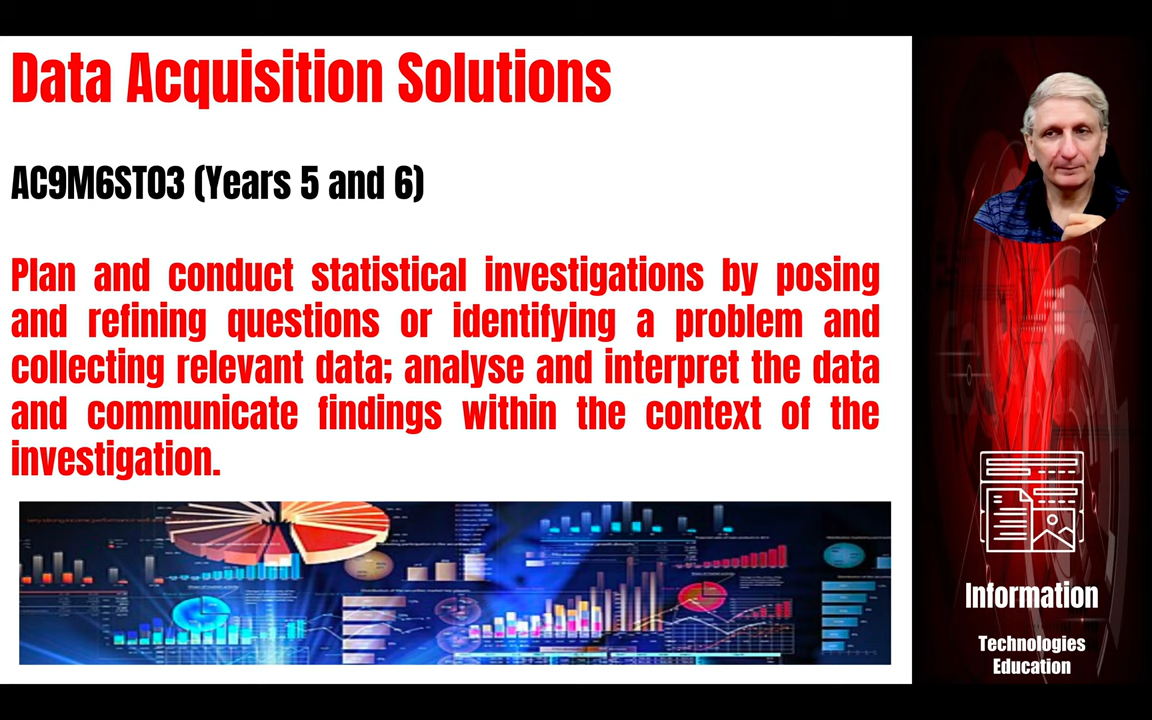 Data Acquisition Solutions
AC9M6ST03 (Years 5 and 6)
Plan and conduct statistical investigations by posing
and refining questions or identifying a problem and
collecting relevant data; analyse and interpret the data
and communicate findings within the context of the
investigation.
Information
Technologies
Education